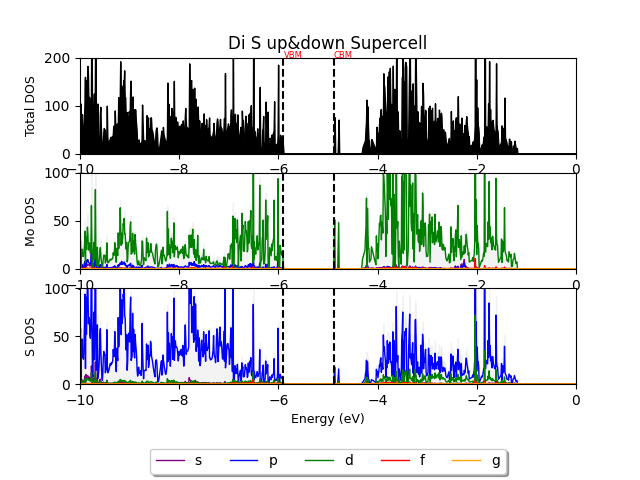 Di S up&down Supercell
VBM CBM
Total DOS
200
100
0
−10 −8 −6 −4 −2 0
Mo DOS
100
50
0
−10 −8 −6 −4 −2 0
S DOS
100
50
0
−10 −8 −6 −4 −2 0
Energy (eV)
s p d f g